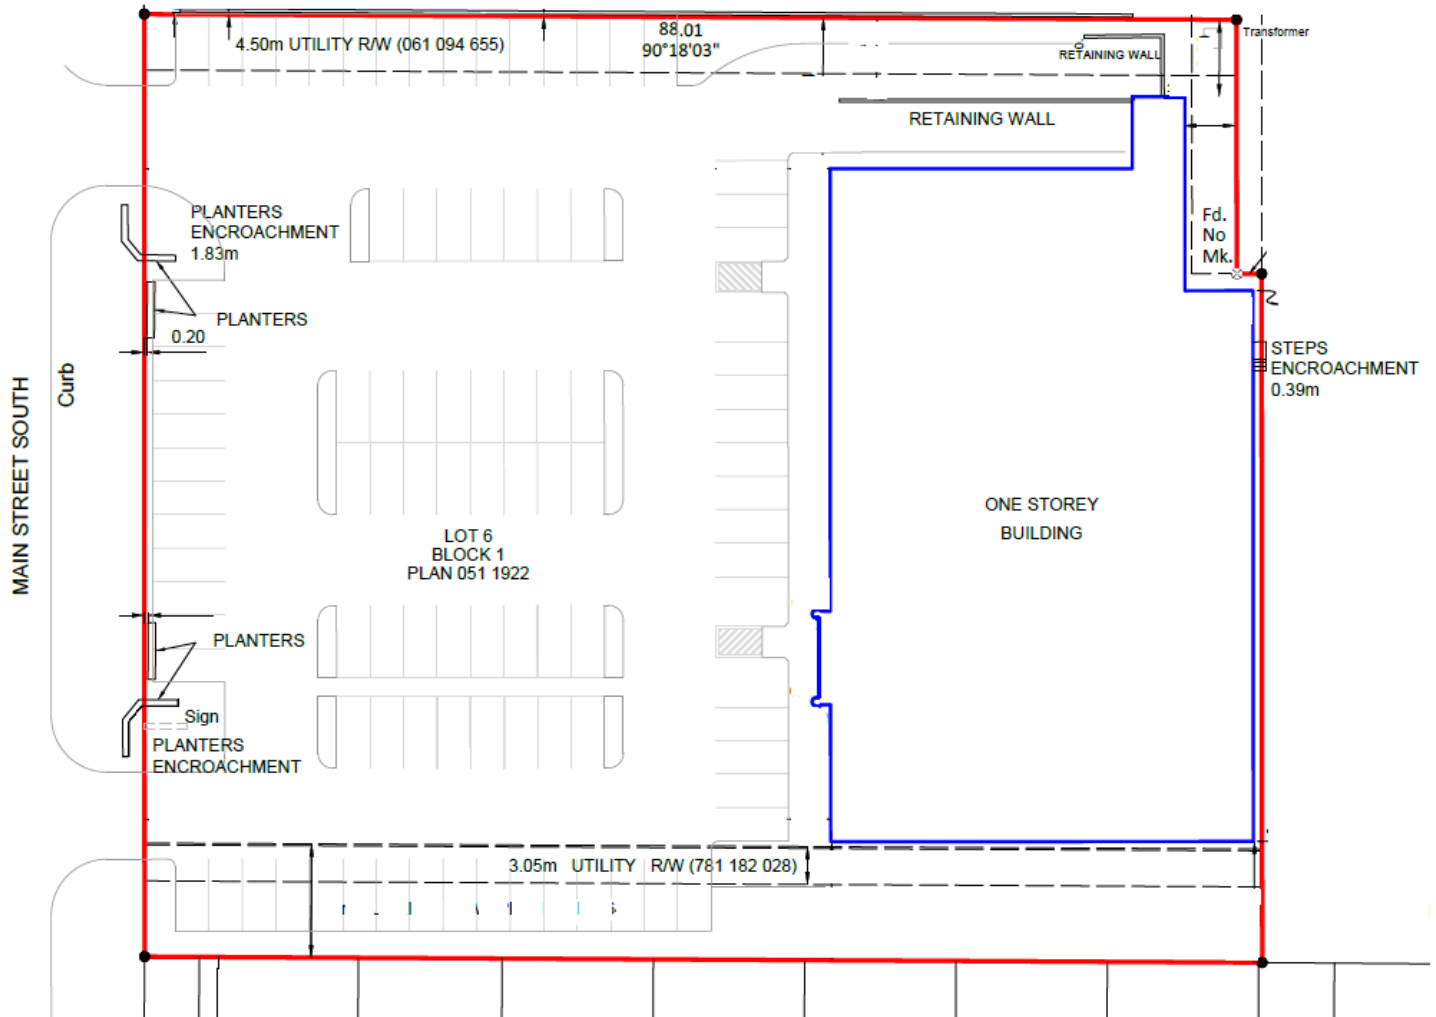 4.50m UTILITY R/W (061 094 655)
88.01
90°18'03"
Transformer
RETAINING WALL
RETAINING WALL
PLANTERS
ENCROACHMENT
1.83m
Fd.
No
Mk.
PLANTERS
0.20
STEPS
ENCROACHMENT
0.39m
MAIN STREET SOUTH
Curb
ONE STOREY
BUILDING
LOT 6
BLOCK 1
PLAN 051 1922
PLANTERS
Sign
PLANTERS
ENCROACHMENT
3.05m UTILITY R/W (781 182 028)